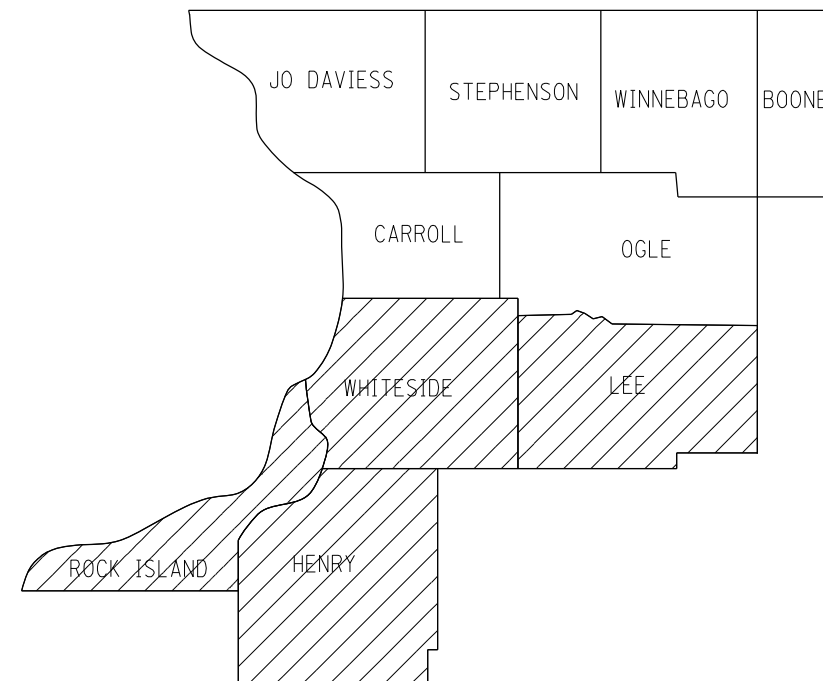 JO DAVIESS
STEPHENSON
WINNEBAGO
BOONE
CARROLL
OGLE
WHITESIDE
LEE
ROCK ISLAND
HENRY